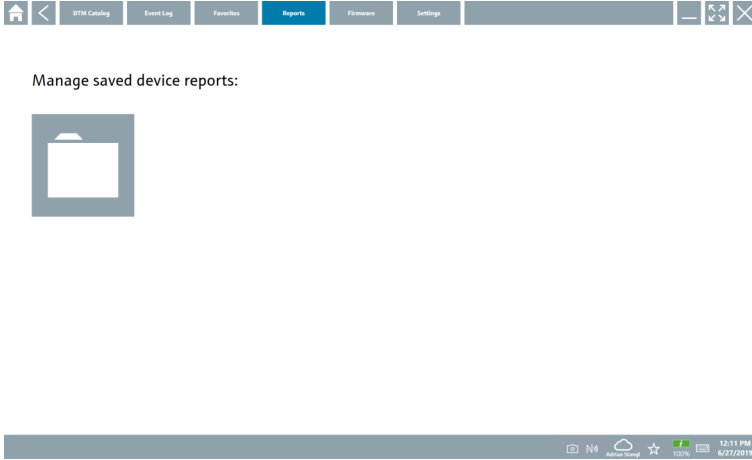 DTM Catalog
Event Log
Favorites
Reports
Firmware
Settings
Manage saved device reports:
Adrian Stangl
100%
12:11 PM
6/27/2019